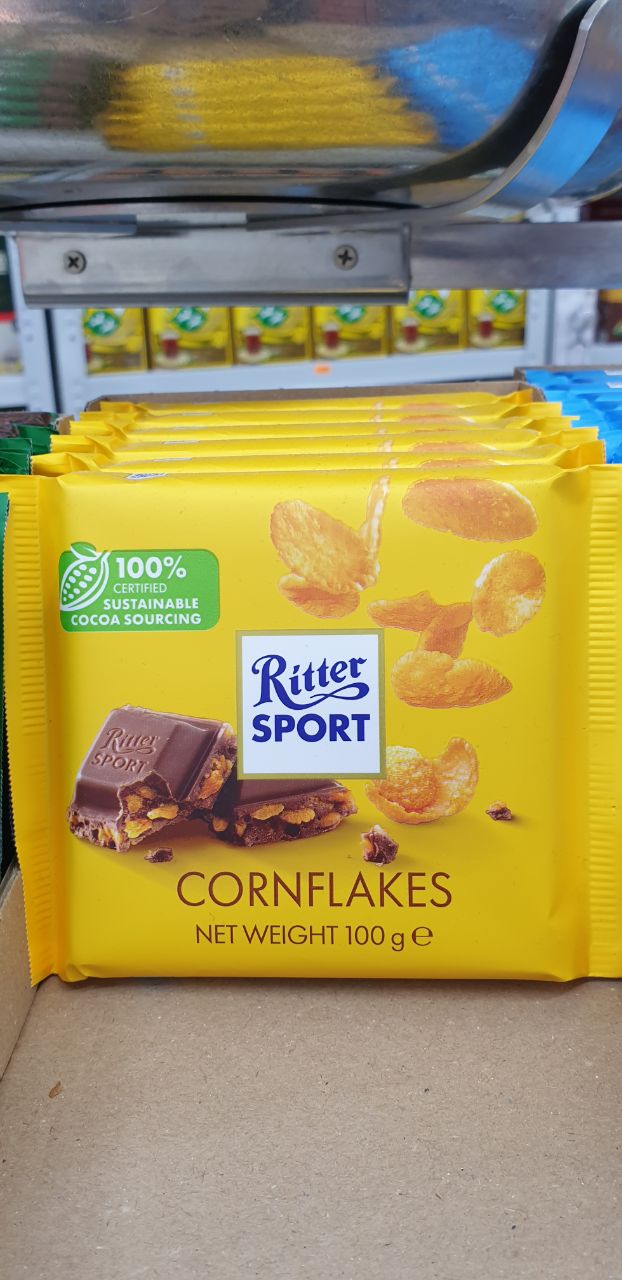 100%
CERTIFIED
SUSTAINABLE
COCOA SOURCING
Ritter
SPORT
Ritter
SPORT
CORNFLAKES
NET WEIGHT 100 g ℮